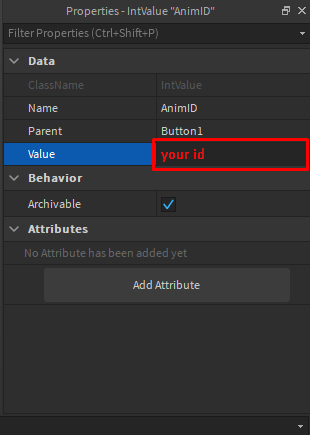 Properties - IntValue "AnimID"
Filter Properties (Ctrl+Shift+P)
Data
ClassName IntValue
Name AnimID
Parent Button1
Value your id
Behavior
Archivable
Attributes
No Attribute has been added yet
Add Attribute